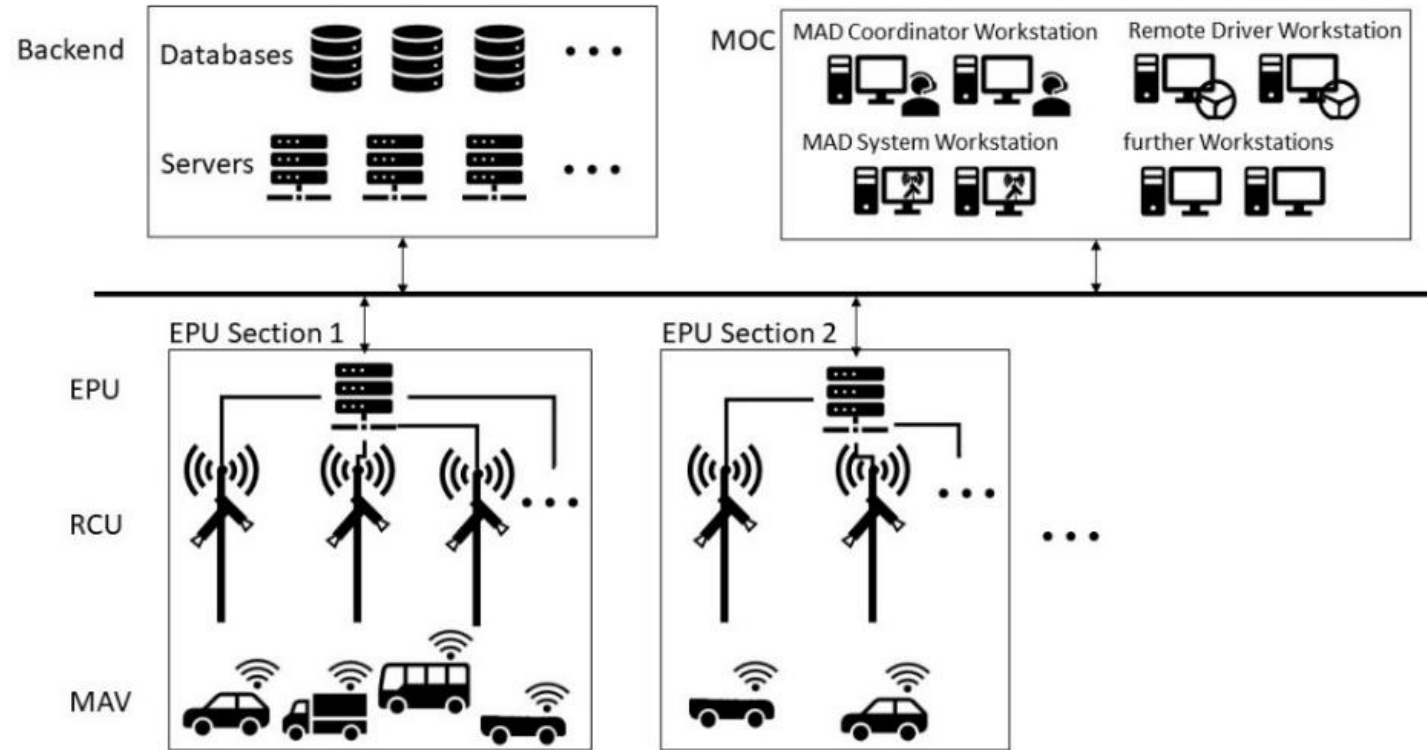 Backend
Databases
Servers
MOC
MAD Coordinator Workstation
Remote Driver Workstation
MAD System Workstation
further Workstations
EPU Section 1
EPU Section 2
EPU
RCU
MAV